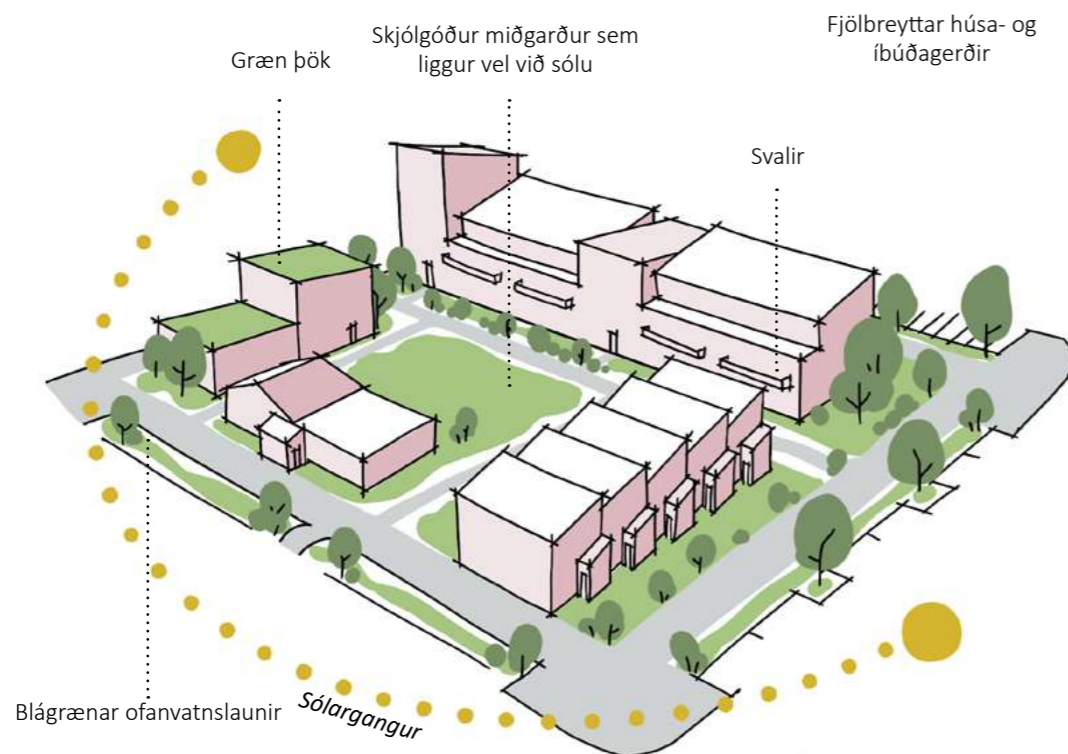 Fjölbreyttar húsa- og
íbúðagerðir
Skjólgóður miðgarður sem
liggur vel við sólu
Græn þök
Svalir
Blágrænar ofanvatnslaunir
Sólargangur